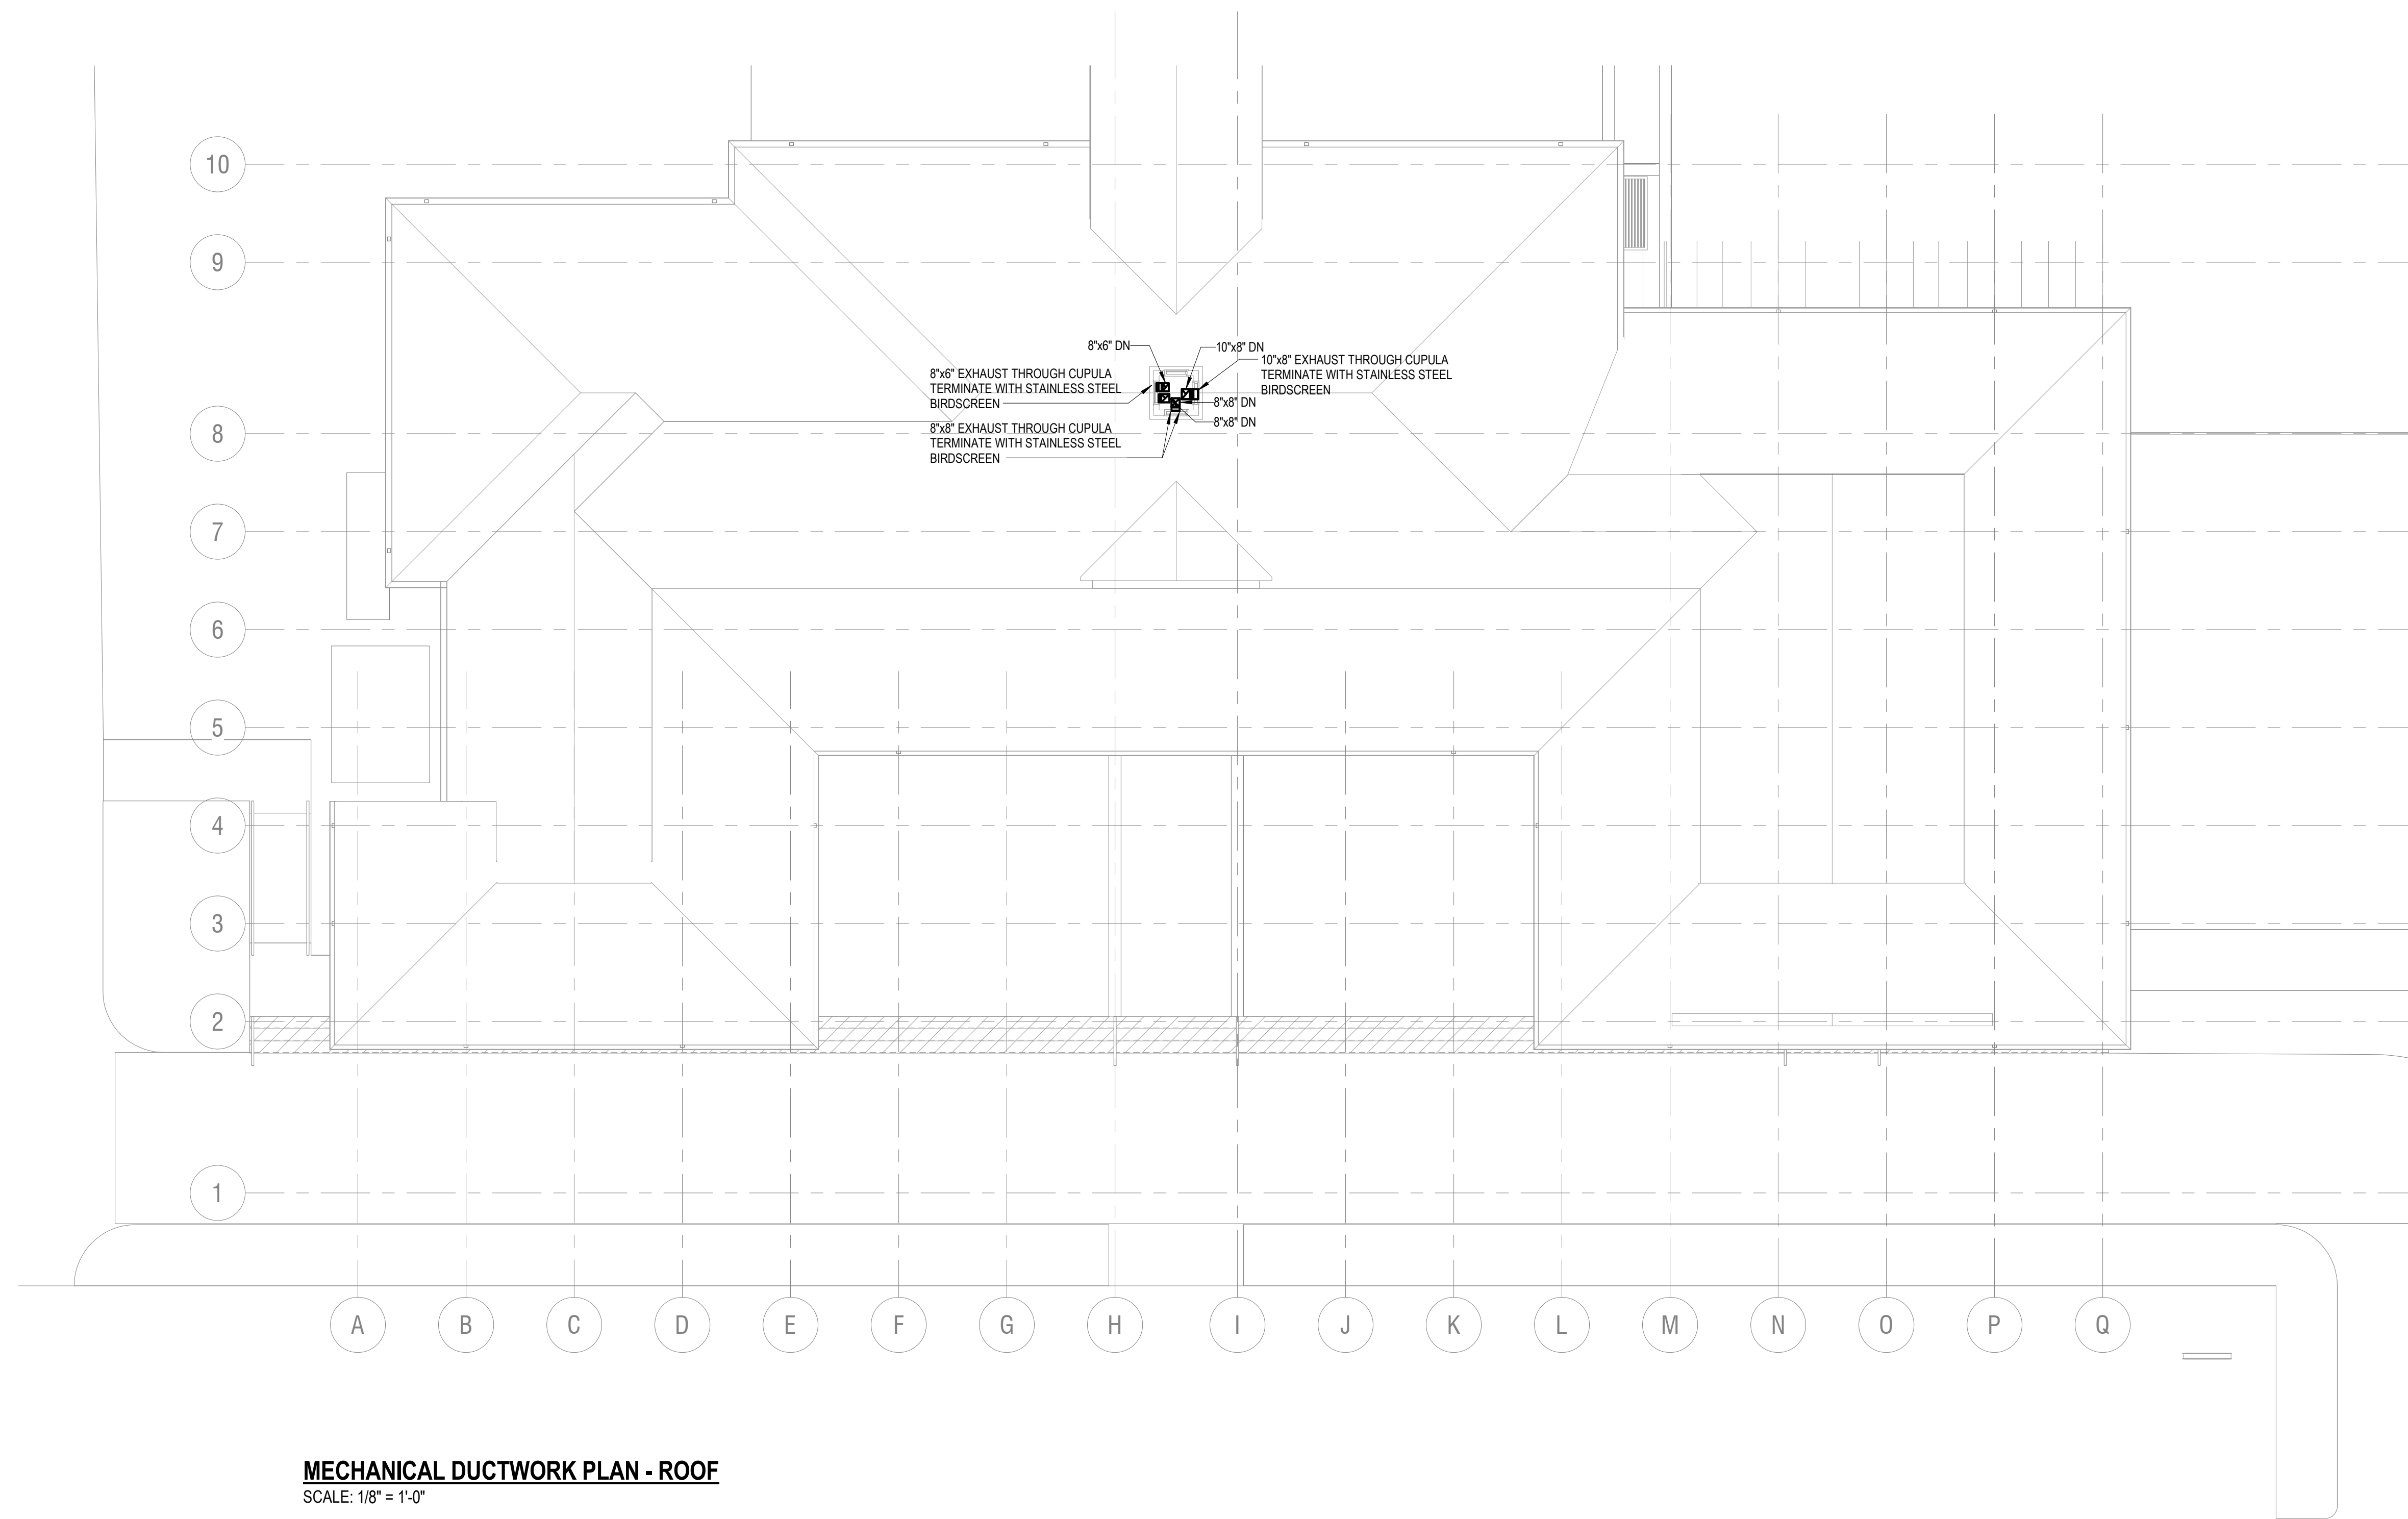 10
9
8"x6" DN
10"x8" DN
10"x8" EXHAUST THROUGH CUPULA
TERMINATE WITH STAINLESS STEEL
BIRDSCREEN
8"x6" EXHAUST THROUGH CUPULA
TERMINATE WITH STAINLESS STEEL
BIRDSCREEN
8"x8" DN
8"x8" DN
8"x8" EXHAUST THROUGH CUPULA
TERMINATE WITH STAINLESS STEEL
BIRDSCREEN
8
7
6
5
4
3
2
1
A B C D E F G H I J K L M N O P Q
MECHANICAL DUCTWORK PLAN - ROOF
SCALE: 1/8" = 1'-0"